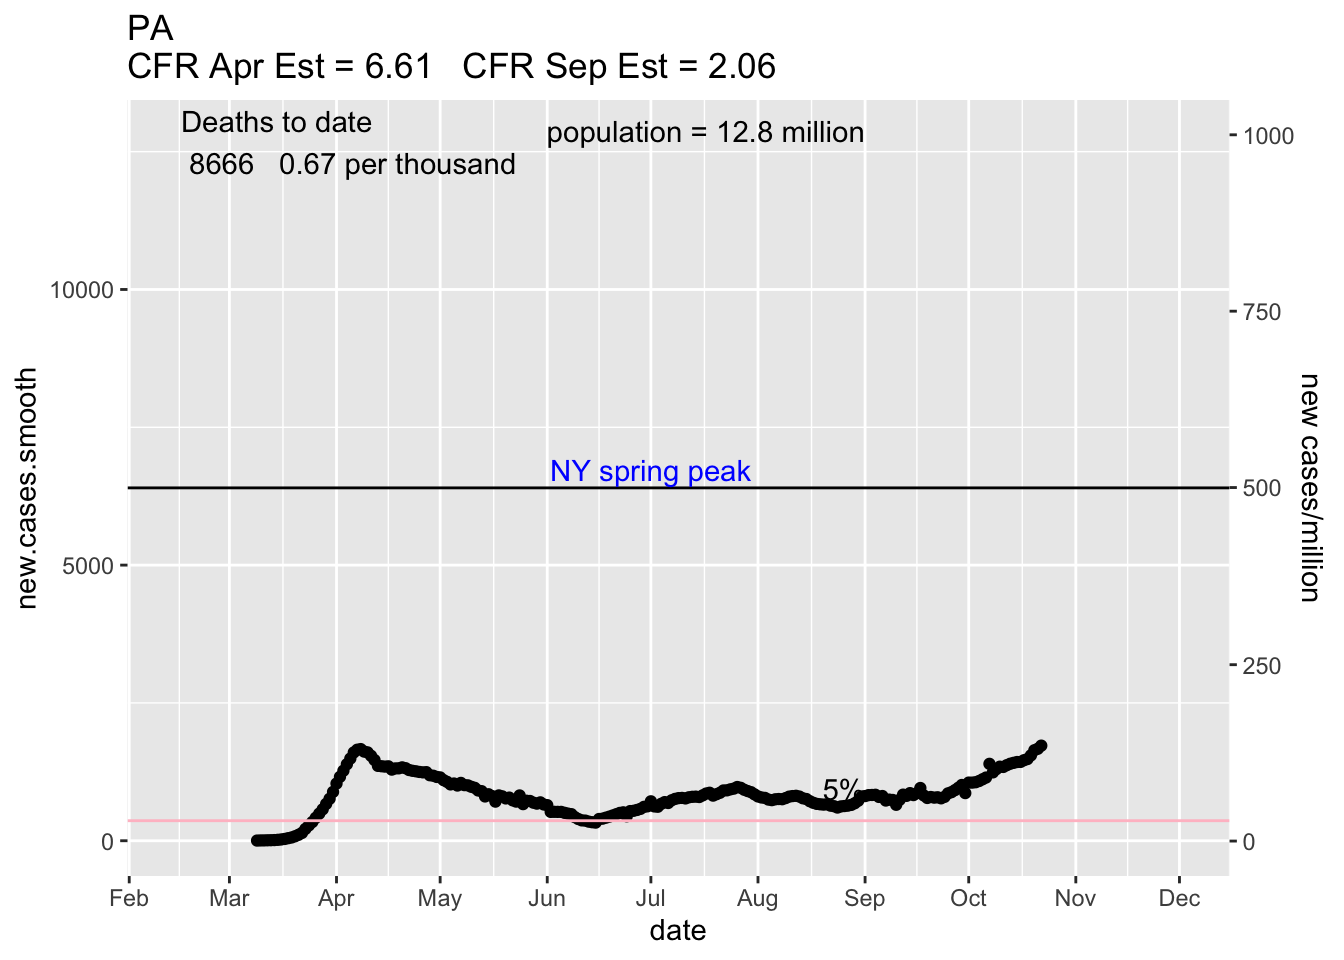 PA
CFR Apr Est = 6.61   CFR Sep Est = 2.06
Deaths to date
8666   0.67 per thousand
population = 12.8 million
NY spring peak
5%
new.cases.smooth
10000
5000
0
1000
750
500
250
0
new cases/million
Feb Mar Apr May Jun Jul Aug Sep Oct Nov Dec
date